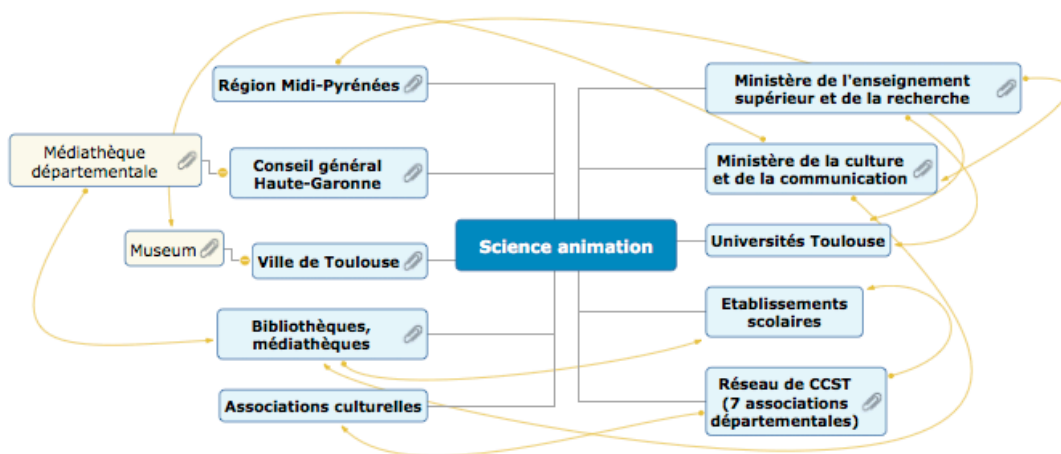 Région Midi-Pyrénées
Médiathèque
départementale
Conseil général
Haute-Garonne
Museum
Ville de Toulouse
Bibliothèques,
médiathèques
Associations culturelles
Science animation
Ministère de l'enseignement
supérieur et de la recherche
Ministère de la culture
et de la communication
Universités Toulouse
Etablissements
scolaires
Réseau de CCST
(7 associations
départementales)